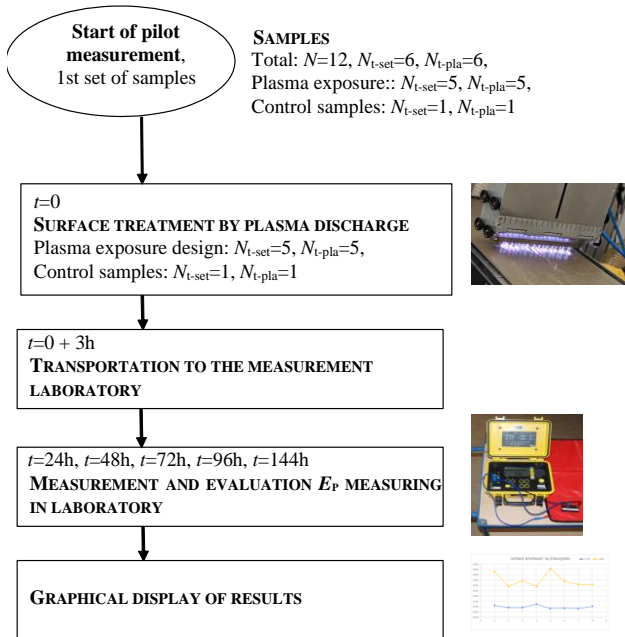 Start of pilot
measurement,
1st set of samples
SAMPLES
Total: N=12, Nt-set=6, Nt-pla=6,
Plasma exposure:: Nt-set=5, Nt-pla=5,
Control samples: Nt-set=1, Nt-pla=1
t=0
SURFACE TREATMENT BY PLASMA DISCHARGE
Plasma exposure design: Nt-set=5, Nt-pla=5,
Control samples: Nt-set=1, Nt-pla=1
t=0 + 3h
TRANSPORTATION TO THE MEASUREMENT
LABORATORY
t=24h, t=48h, t=72h, t=96h, t=144h
MEASUREMENT AND EVALUATION EP MEASURING
IN LABORATORY
GRAPHICAL DISPLAY OF RESULTS